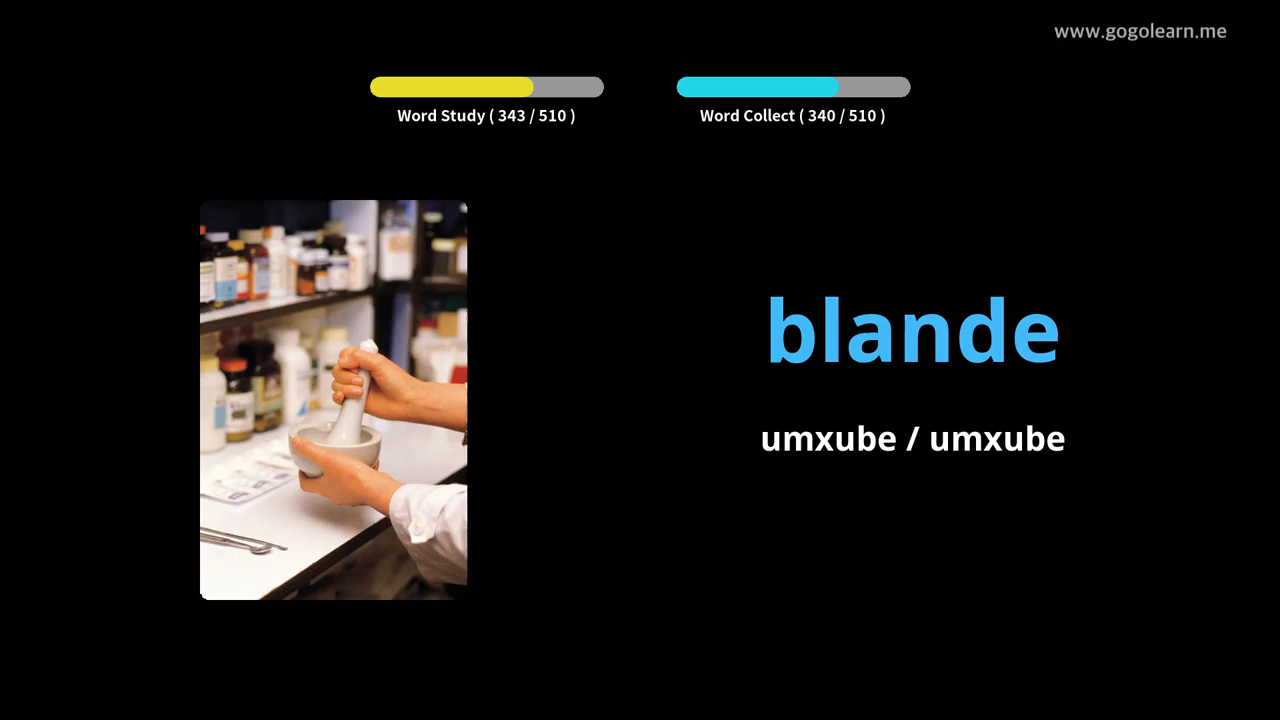 www.gogolearn.me
Word Study ( 343 / 510 )
Word Collect ( 340 / 510 )
blande
umxube / umxube